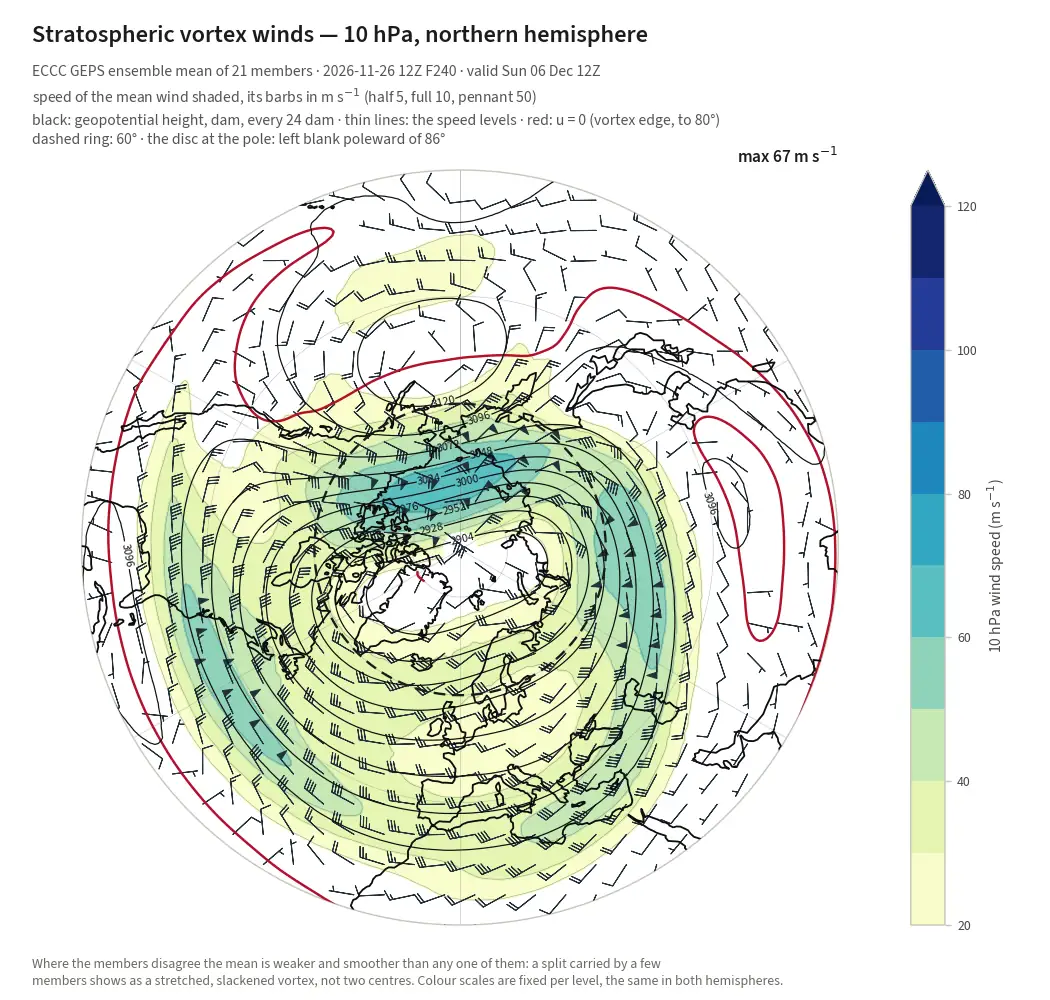 Stratospheric vortex winds — 10 hPa, northern hemisphere
ECCC GEPS ensemble mean of 21 members · 2026-11-26 12Z F240 · valid Sun 06 Dec 12Z
speed of the mean wind shaded, its barbs in m s⁻¹ (half 5, full 10, pennant 50)
black: geopotential height, dam, every 24 dam · thin lines: the speed levels · red: u = 0 (vortex edge, to 80°)
dashed ring: 60° · the disc at the pole: left blank poleward of 86°
max 67 m s⁻¹
120
100
80
60
40
20
10 hPa wind speed (m s⁻¹)
3120
3096
3072
3048
3024
3000
2976
2952
2928
2904
3096
3096
Where the members disagree the mean is weaker and smoother than any one of them: a split carried by a few
members shows as a stretched, slackened vortex, not two centres. Colour scales are fixed per level, the same in both hemispheres.